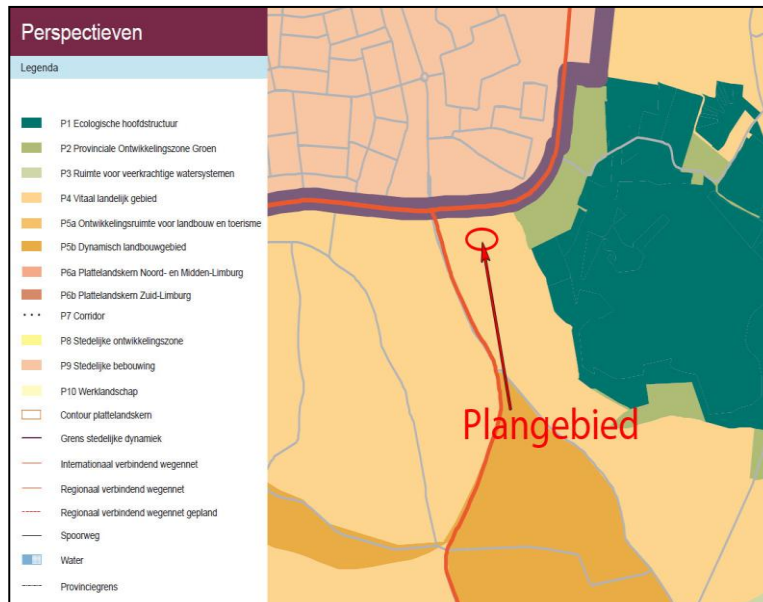 Perspectieven
Legenda
P1 Ecologische hoofdstructuur
P2 Provinciale Ontwikkelingszone Groen
P3 Ruimte voor veerkrachtige watersystemen
P4 Vitaal landelijk gebied
P5a Ontwikkelingsruimte voor landbouw en toerisme
P5b Dynamisch landbouwgebied
P6a Plattelandskern Noord- en Midden-Limburg
P6b Plattelandskern Zuid-Limburg
P7 Corridor
P8 Stedelijke ontwikkelingszone
P9 Stedelijke bebouwing
P10 Werklandschap
Contour plattelandskern
Grens stedelijke dynamiek
Internationaal verbindend wegennet
Regionaal verbindend wegennet
Regionaal verbindend wegennet gepland
Spoorweg
Water
Provinciegrens
Plangebied